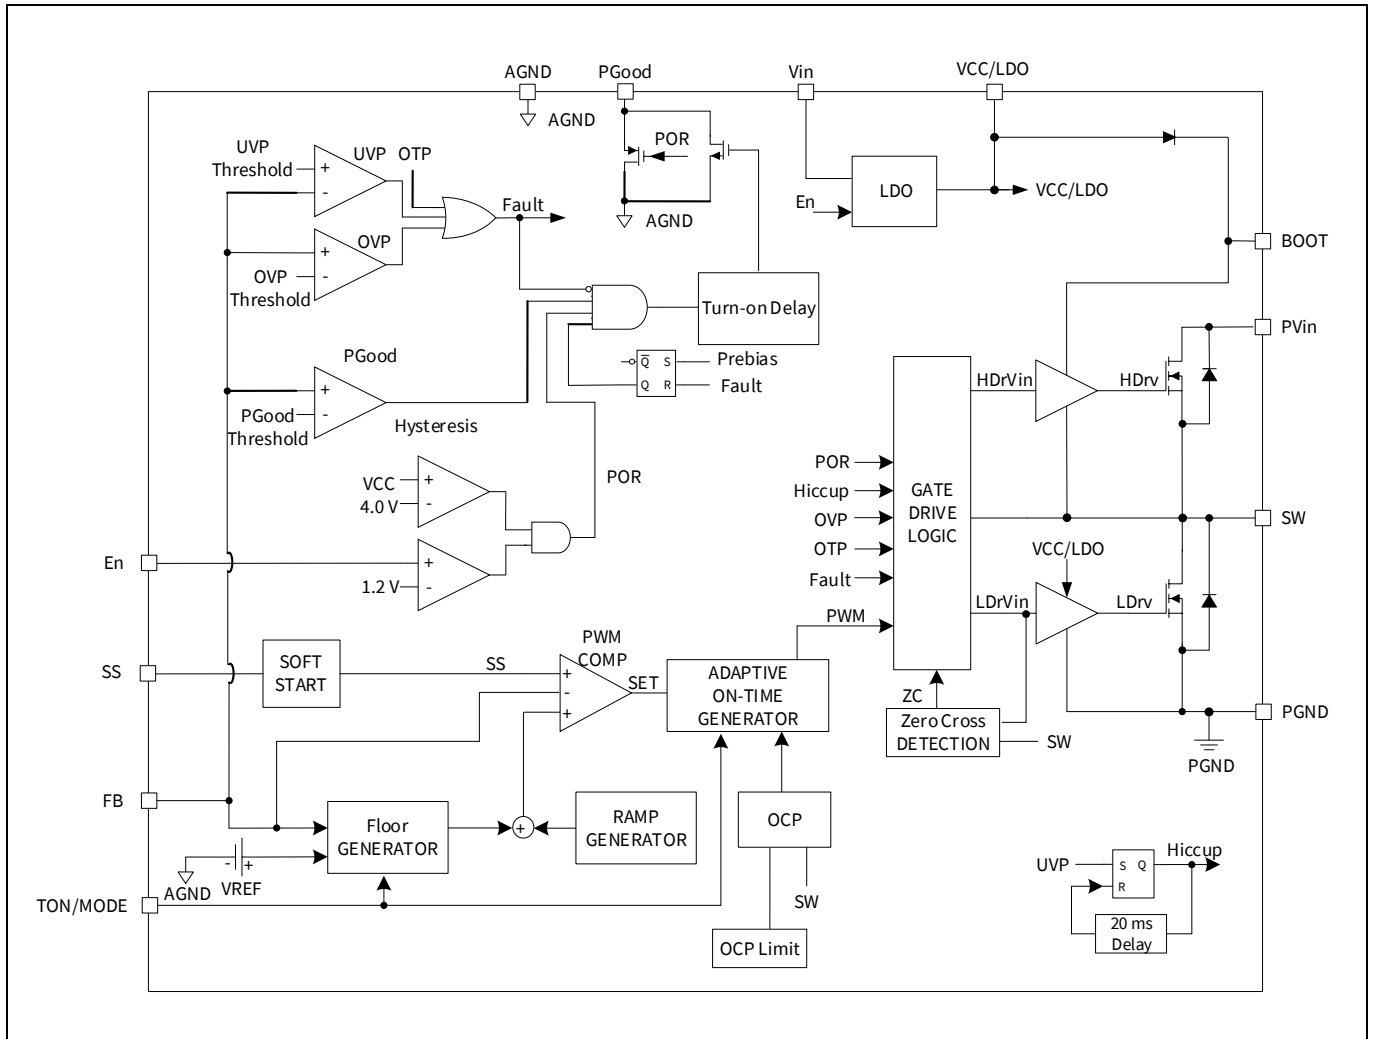 AGND
PGood
Vin
VCC/LDO
AGND
UVP
Threshold
+
-
UVP
OTP
POR
LDO
En
VCC/LDO
AGND
Fault
OVP
+
-
OVP
Threshold
BOOT
Turn-on Delay
PVin
PGood
Q
S
Q
R
Prebias
Fault
+
-
PGood
Threshold
Hysteresis
HDrVin
HDrv
VCC
4.0 V
+
-
POR
POR
Hiccup
OVP
OTP
Fault
PWM
GATE
DRIVE
LOGIC
SW
En
1.2 V
+
-
VCC/LDO
LDrVin
LDrv
SS
SOFT
START
SS
PWM
COMP
+
-
+
SET
ADAPTIVE
ON-TIME
GENERATOR
ZC
Zero Cross
DETECTION
SW
PGND
PGND
FB
Floor
GENERATOR
+
RAMP
GENERATOR
OCP
SW
- +
AGND
VREF
TON/MODE
OCP Limit
UVP
S Q
R
Hiccup
20 ms
Delay